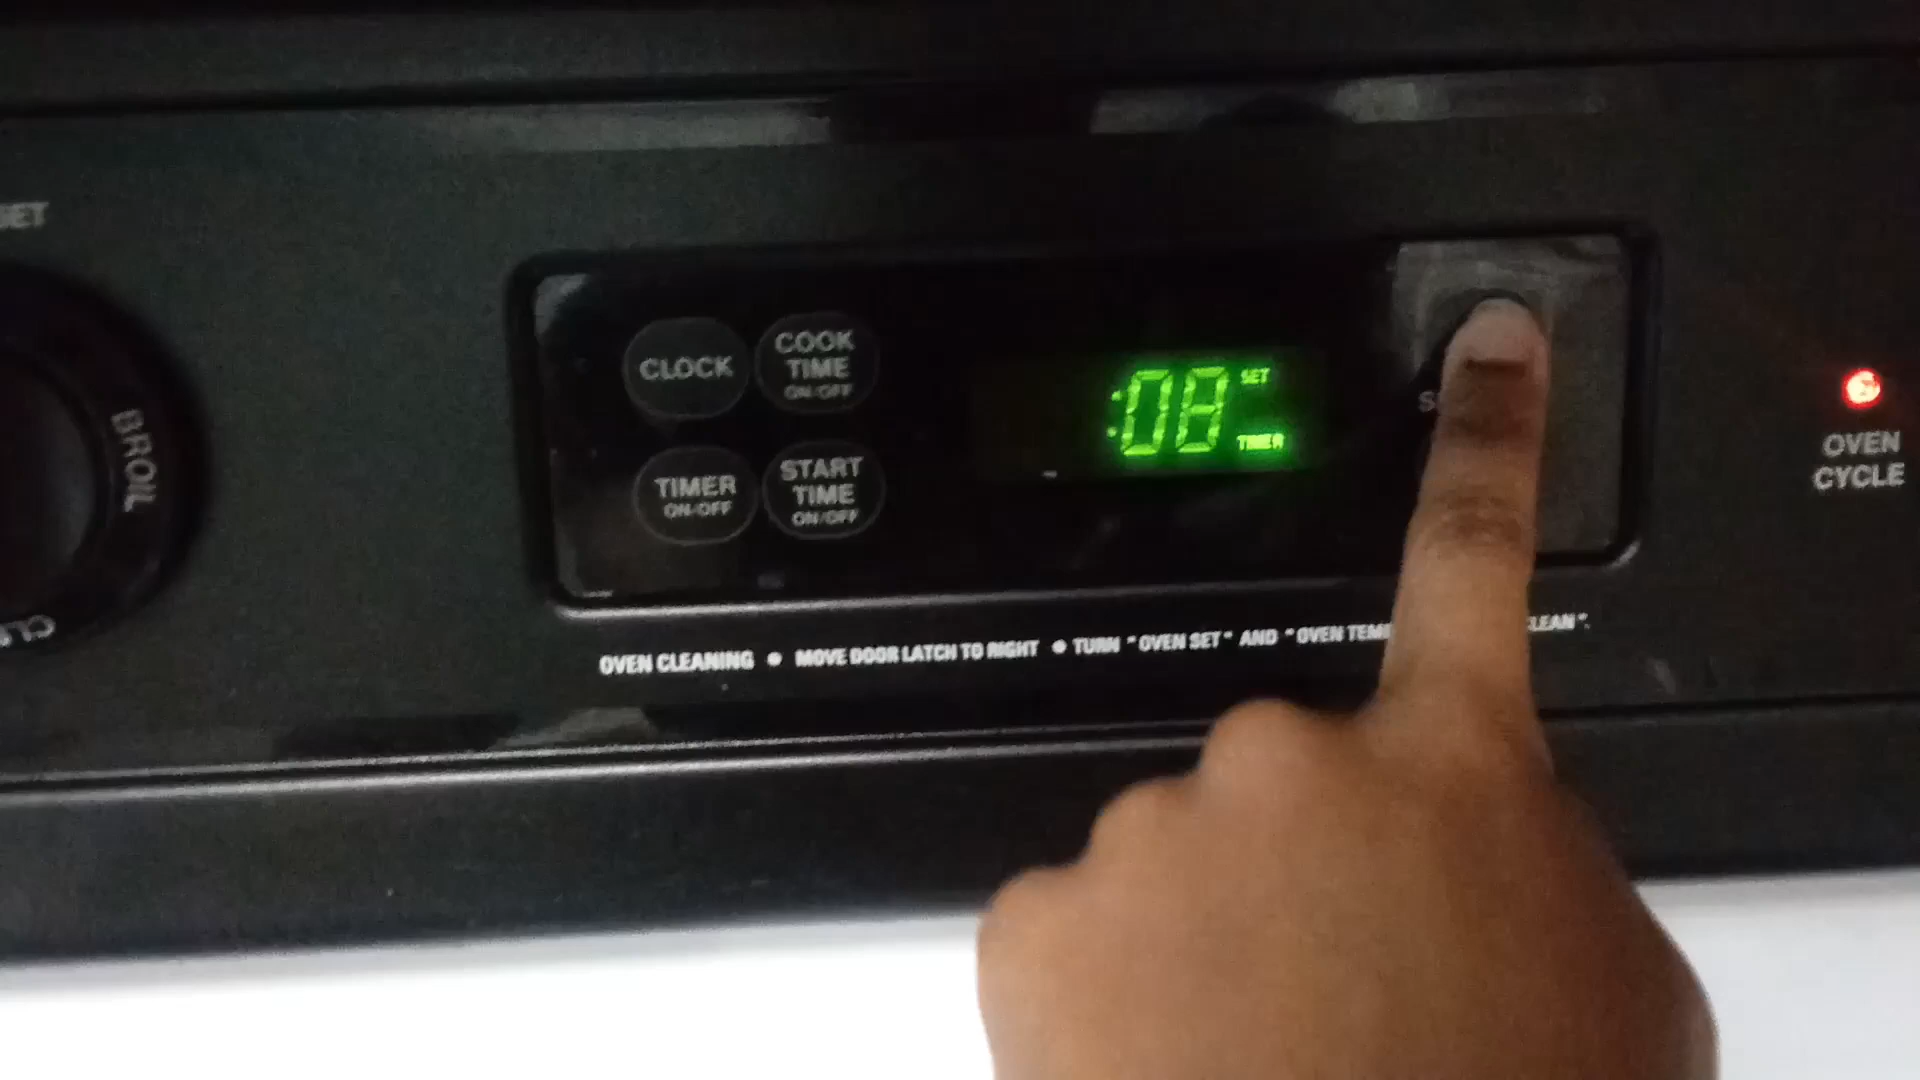 CLOCK
COOK
TIME
ON/OFF
TIMER
ON/OFF
START
TIME
ON/OFF
:08
SET
TIMER
BROIL
OVEN
CYCLE
OVEN CLEANING ● MOVE DOOR LATCH TO RIGHT ● TURN "OVEN SET" AND "OVEN